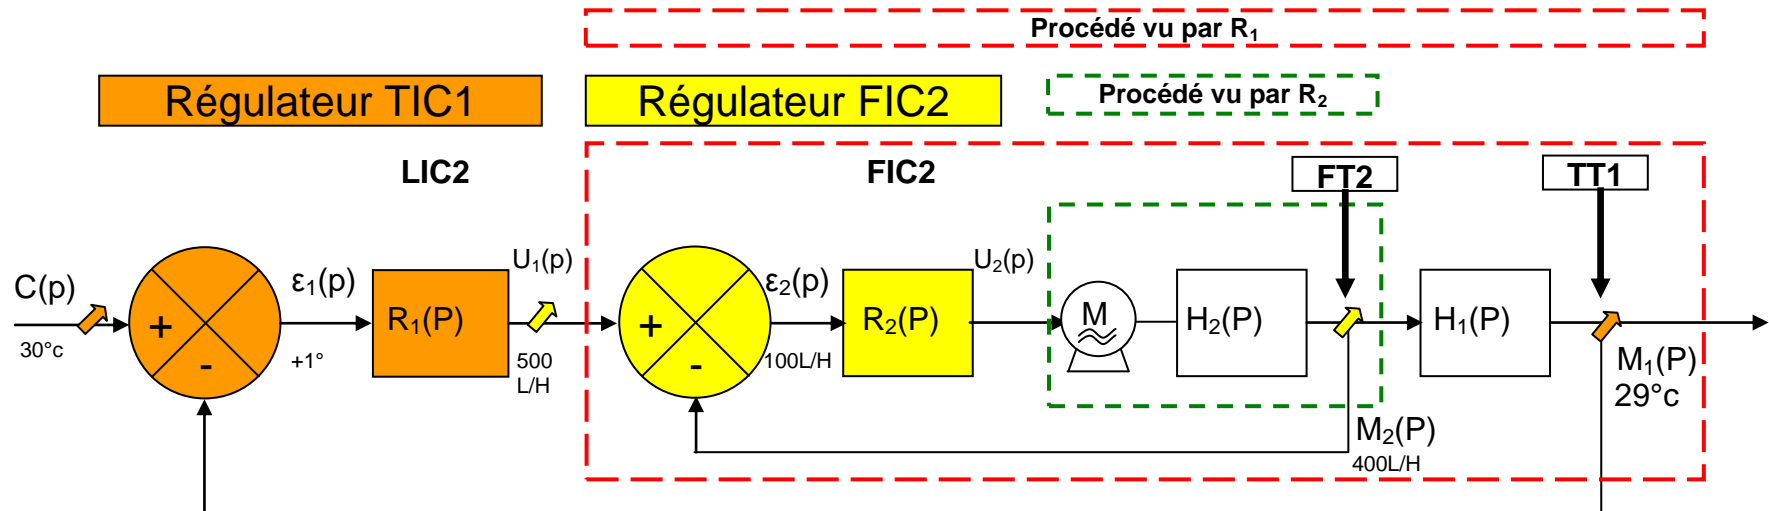 Procédé vu par R₁
Régulateur TIC1
Régulateur FIC2
Procédé vu par R₂
LIC2
FIC2
FT2
TT1
C(p)
30°c
+
-
ε₁(p)
+1°
R₁(P)
U₁(p)
500
L/H
+
-
ε₂(p)
100L/H
R₂(P)
U₂(p)
M
H₂(P)
M₂(P)
400L/H
H₁(P)
M₁(P)
29°c